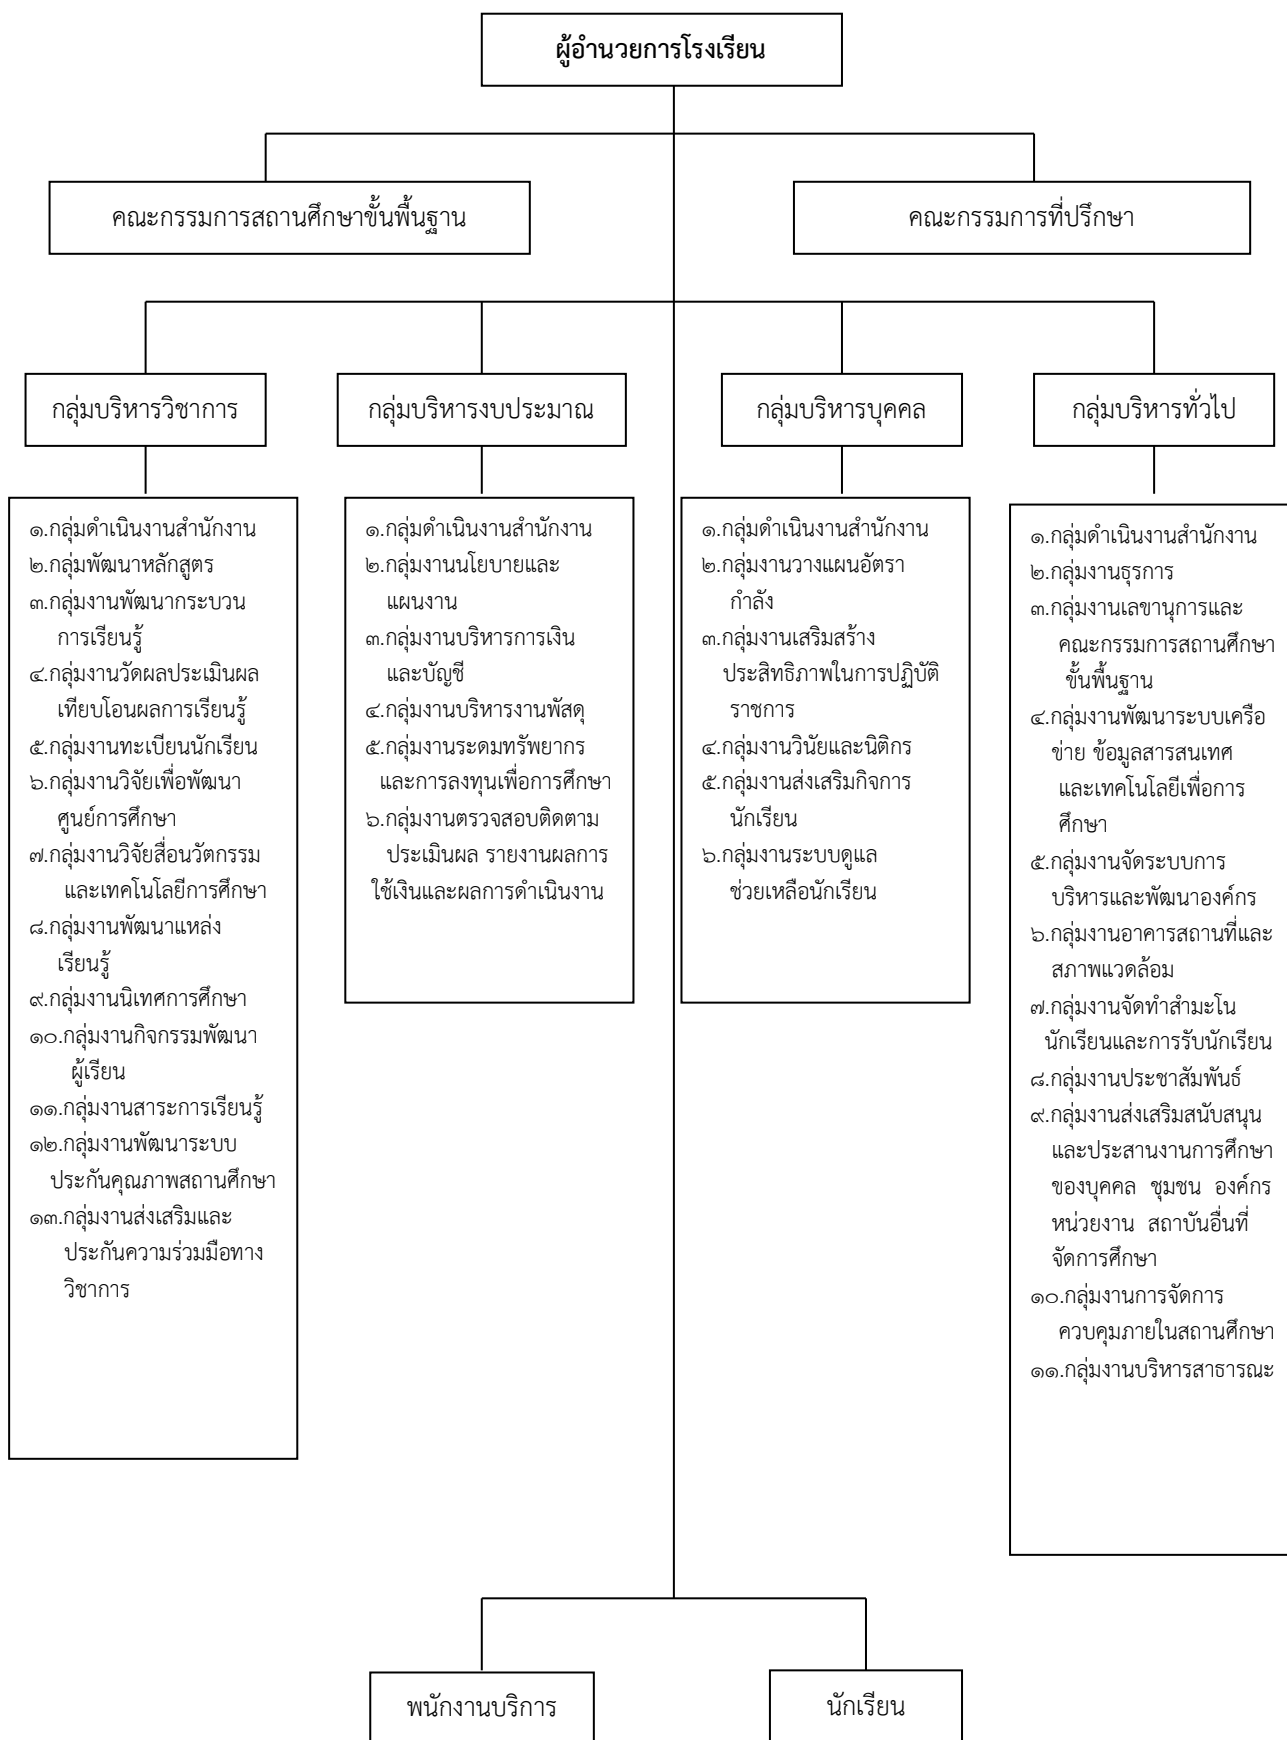 ผู้อำนวยการโรงเรียน
คณะกรรมการสถานศึกษาขั้นพื้นฐาน
คณะกรรมการที่ปรึกษา
กลุ่มบริหารวิชาการ
กลุ่มบริหารงบประมาณ
กลุ่มบริหารบุคคล
กลุ่มบริหารทั่วไป
๑.กลุ่มดำเนินงานสำนักงาน
๒.กลุ่มพัฒนาหลักสูตร
๓.กลุ่มงานพัฒนากระบวน
การเรียนรู้
๔.กลุ่มงานวัดผลประเมินผล
เทียบโอนผลการเรียนรู้
๕.กลุ่มงานทะเบียนนักเรียน
๖.กลุ่มงานวิจัยเพื่อพัฒนา
ศูนย์การศึกษา
๗.กลุ่มงานวิจัยสื่อนวัตกรรม
และเทคโนโลยีการศึกษา
๘.กลุ่มงานพัฒนาแหล่ง
เรียนรู้
๙.กลุ่มงานนิเทศการศึกษา
๑๐.กลุ่มงานกิจกรรมพัฒนา
ผู้เรียน
๑๑.กลุ่มงานสาระการเรียนรู้
๑๒.กลุ่มงานพัฒนาระบบ
ประกันคุณภาพสถานศึกษา
๑๓.กลุ่มงานส่งเสริมและ
ประกันความร่วมมือทาง
วิชาการ
๑.กลุ่มดำเนินงานสำนักงาน
๒.กลุ่มงานนโยบายและ
แผนงาน
๓.กลุ่มงานบริหารการเงิน
และบัญชี
๔.กลุ่มงานบริหารงานพัสดุ
๕.กลุ่มงานระดมทรัพยากร
และการลงทุนเพื่อการศึกษา
๖.กลุ่มงานตรวจสอบติดตาม
ประเมินผล รายงานผลการ
ใช้เงินและผลการดำเนินงาน
๑.กลุ่มดำเนินงานสำนักงาน
๒.กลุ่มงานวางแผนอัตรา
กำลัง
๓.กลุ่มงานเสริมสร้าง
ประสิทธิภาพในการปฏิบัติ
ราชการ
๔.กลุ่มงานวินัยและนิติกร
๕.กลุ่มงานส่งเสริมกิจการ
นักเรียน
๖.กลุ่มงานระบบดูแล
ช่วยเหลือนักเรียน
๑.กลุ่มดำเนินงานสำนักงาน
๒.กลุ่มงานธุรการ
๓.กลุ่มงานเลขานุการและ
คณะกรรมการสถานศึกษา
ขั้นพื้นฐาน
๔.กลุ่มงานพัฒนาระบบเครือ
ข่าย ข้อมูลสารสนเทศ
และเทคโนโลยีเพื่อการ
ศึกษา
๕.กลุ่มงานจัดระบบการ
บริหารและพัฒนาองค์กร
๖.กลุ่มงานอาคารสถานที่และ
สภาพแวดล้อม
๗.กลุ่มงานจัดทำสำมะโน
นักเรียนและการรับนักเรียน
๘.กลุ่มงานประชาสัมพันธ์
๙.กลุ่มงานส่งเสริมสนับสนุน
และประสานงานการศึกษา
ของบุคคล ชุมชน องค์กร
หน่วยงาน สถาบันอื่นที่
จัดการศึกษา
๑๐.กลุ่มงานการจัดการ
ควบคุมภายในสถานศึกษา
๑๑.กลุ่มงานบริหารสาธารณะ
พนักงานบริการ
นักเรียน